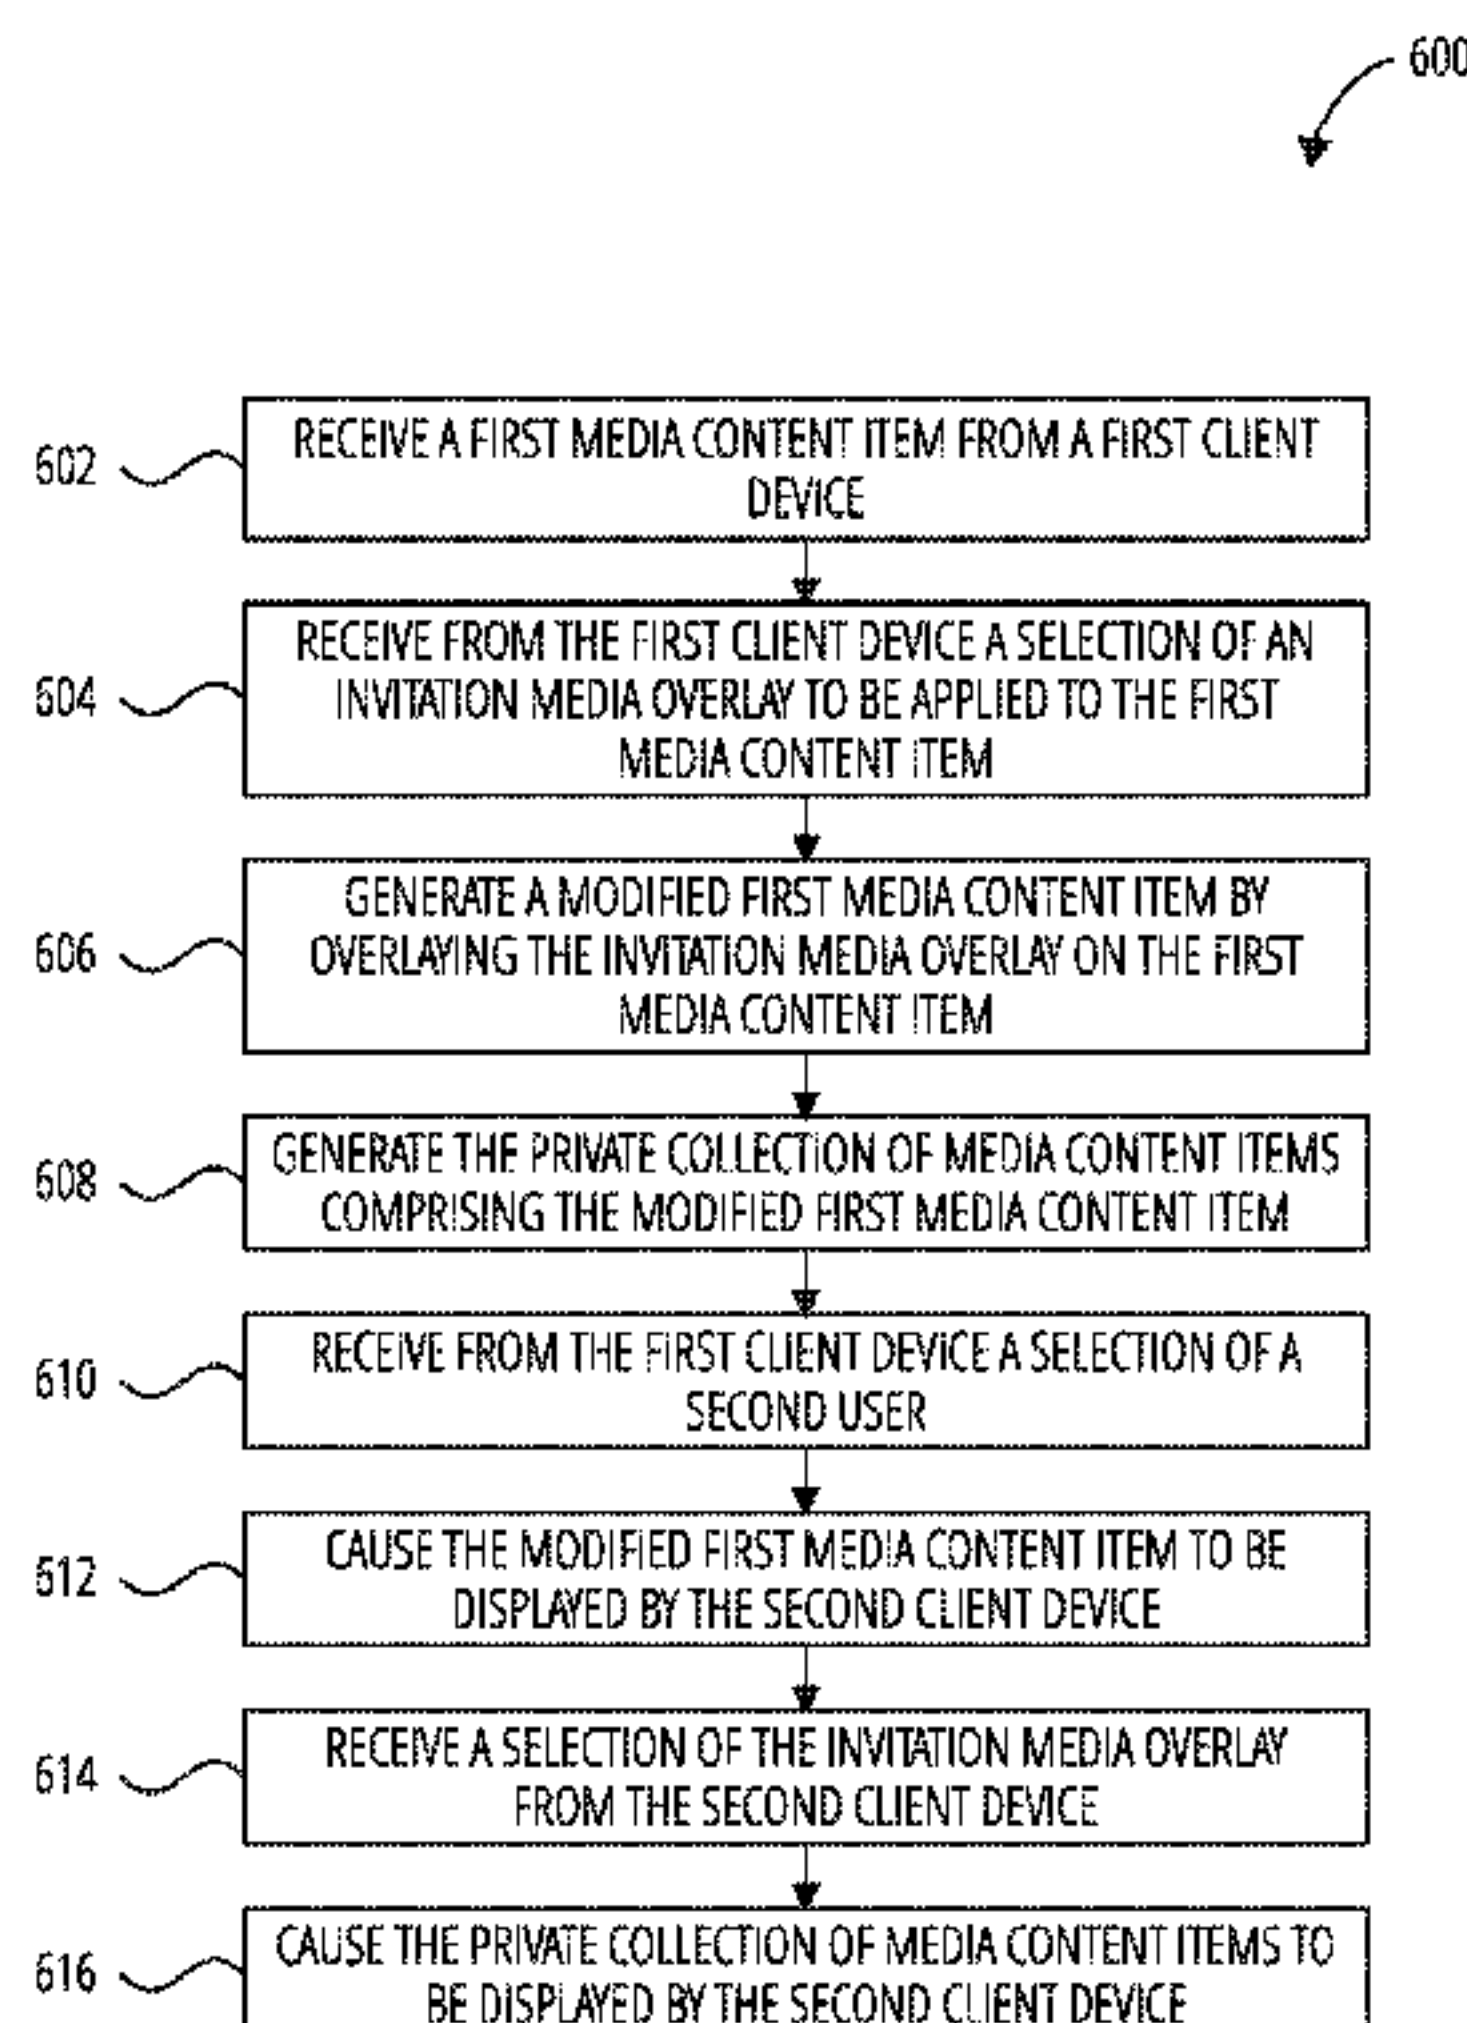 600
602
RECEIVE A FIRST MEDIA CONTENT ITEM FROM A FIRST CLIENT
DEVICE
604
RECEIVE FROM THE FIRST CLIENT DEVICE A SELECTION OF AN
INVITATION MEDIA OVERLAY TO BE APPLIED TO THE FIRST
MEDIA CONTENT ITEM
606
GENERATE A MODIFIED FIRST MEDIA CONTENT ITEM BY
OVERLAYING THE INVITATION MEDIA OVERLAY ON THE FIRST
MEDIA CONTENT ITEM
608
GENERATE THE PRIVATE COLLECTION OF MEDIA CONTENT ITEMS
COMPRISING THE MODIFIED FIRST MEDIA CONTENT ITEM
610
RECEIVE FROM THE FIRST CLIENT DEVICE A SELECTION OF A
SECOND USER
612
CAUSE THE MODIFIED FIRST MEDIA CONTENT ITEM TO BE
DISPLAYED BY THE SECOND CLIENT DEVICE
614
RECEIVE A SELECTION OF THE INVITATION MEDIA OVERLAY
FROM THE SECOND CLIENT DEVICE
616
CAUSE THE PRIVATE COLLECTION OF MEDIA CONTENT ITEMS TO
BE DISPLAYED BY THE SECOND CLIENT DEVICE